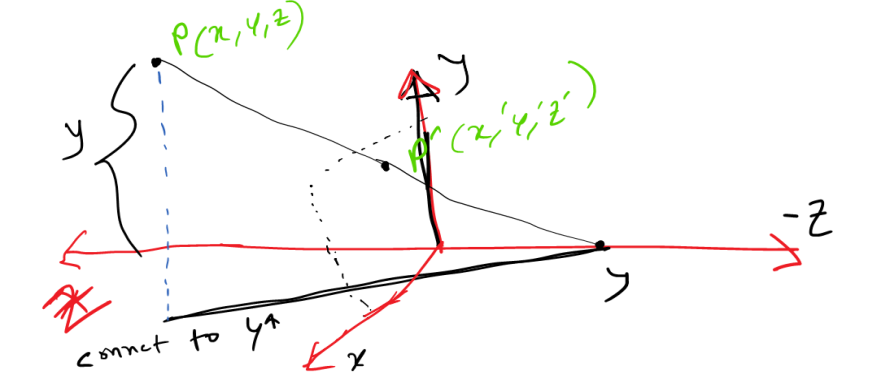 P(x, y, z)
y
P'(x', y', z')
y
-z
z
y
connect to y
x